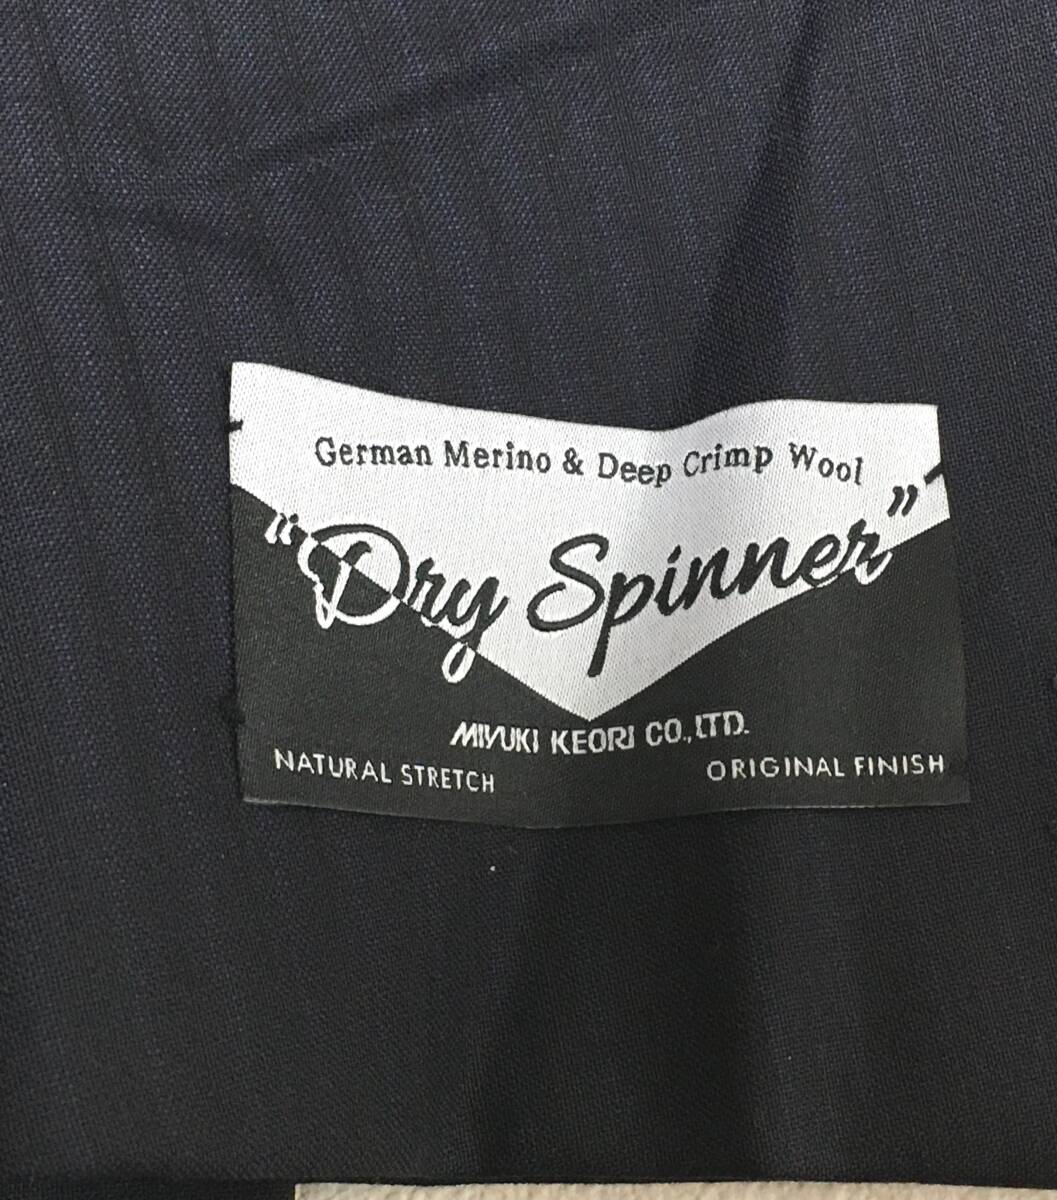 German Merino & Deep Crimp Wool
"Dry Spinner"
MIYUKI KEORI CO.,LTD.
NATURAL STRETCH
ORIGINAL FINISH